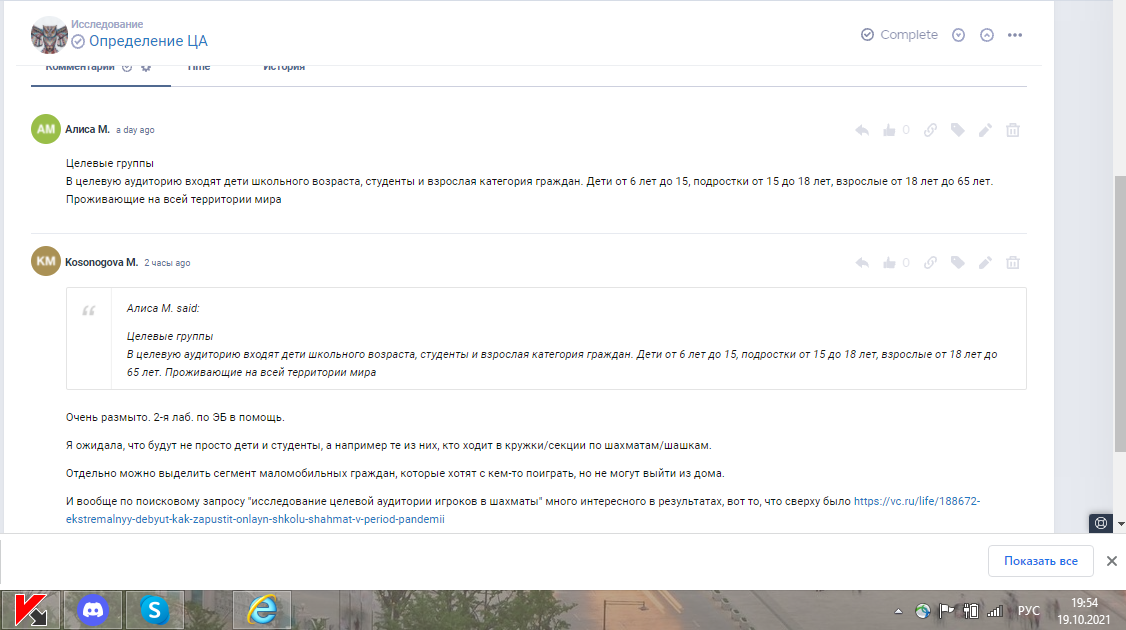 Исследование
Определение ЦА
Complete
Комментарии
Time
История
AM
Алиса М. a day ago
0
Целевые группы
В целевую аудиторию входят дети школьного возраста, студенты и взрослая категория граждан. Дети от 6 лет до 15, подростки от 15 до 18 лет, взрослые от 18 лет до 65 лет.
Проживающие на всей территории мира
KM
Kosonogova M. 2 часы ago
0
“
Алиса М. said:
Целевые группы
В целевую аудиторию входят дети школьного возраста, студенты и взрослая категория граждан. Дети от 6 лет до 15, подростки от 15 до 18 лет, взрослые от 18 лет до
65 лет. Проживающие на всей территории мира
Очень размыто. 2-я лаб. по ЭБ в помощь.
Я ожидала, что будут не просто дети и студенты, а например те из них, кто ходит в кружки/секции по шахматам/шашкам.
Отдельно можно выделить сегмент маломобильных граждан, которые хотят с кем-то поиграть, но не могут выйти из дома.
И вообще по поисковому запросу "исследование целевой аудитории игроков в шахматы" много интересного в результатах, вот то, что сверху было https://vc.ru/life/188672-
ekstremalnyy-debyut-kak-zapustit-onlayn-shkolu-shahmat-v-period-pandemii
Показать все
РУС
19:54
19.10.2021